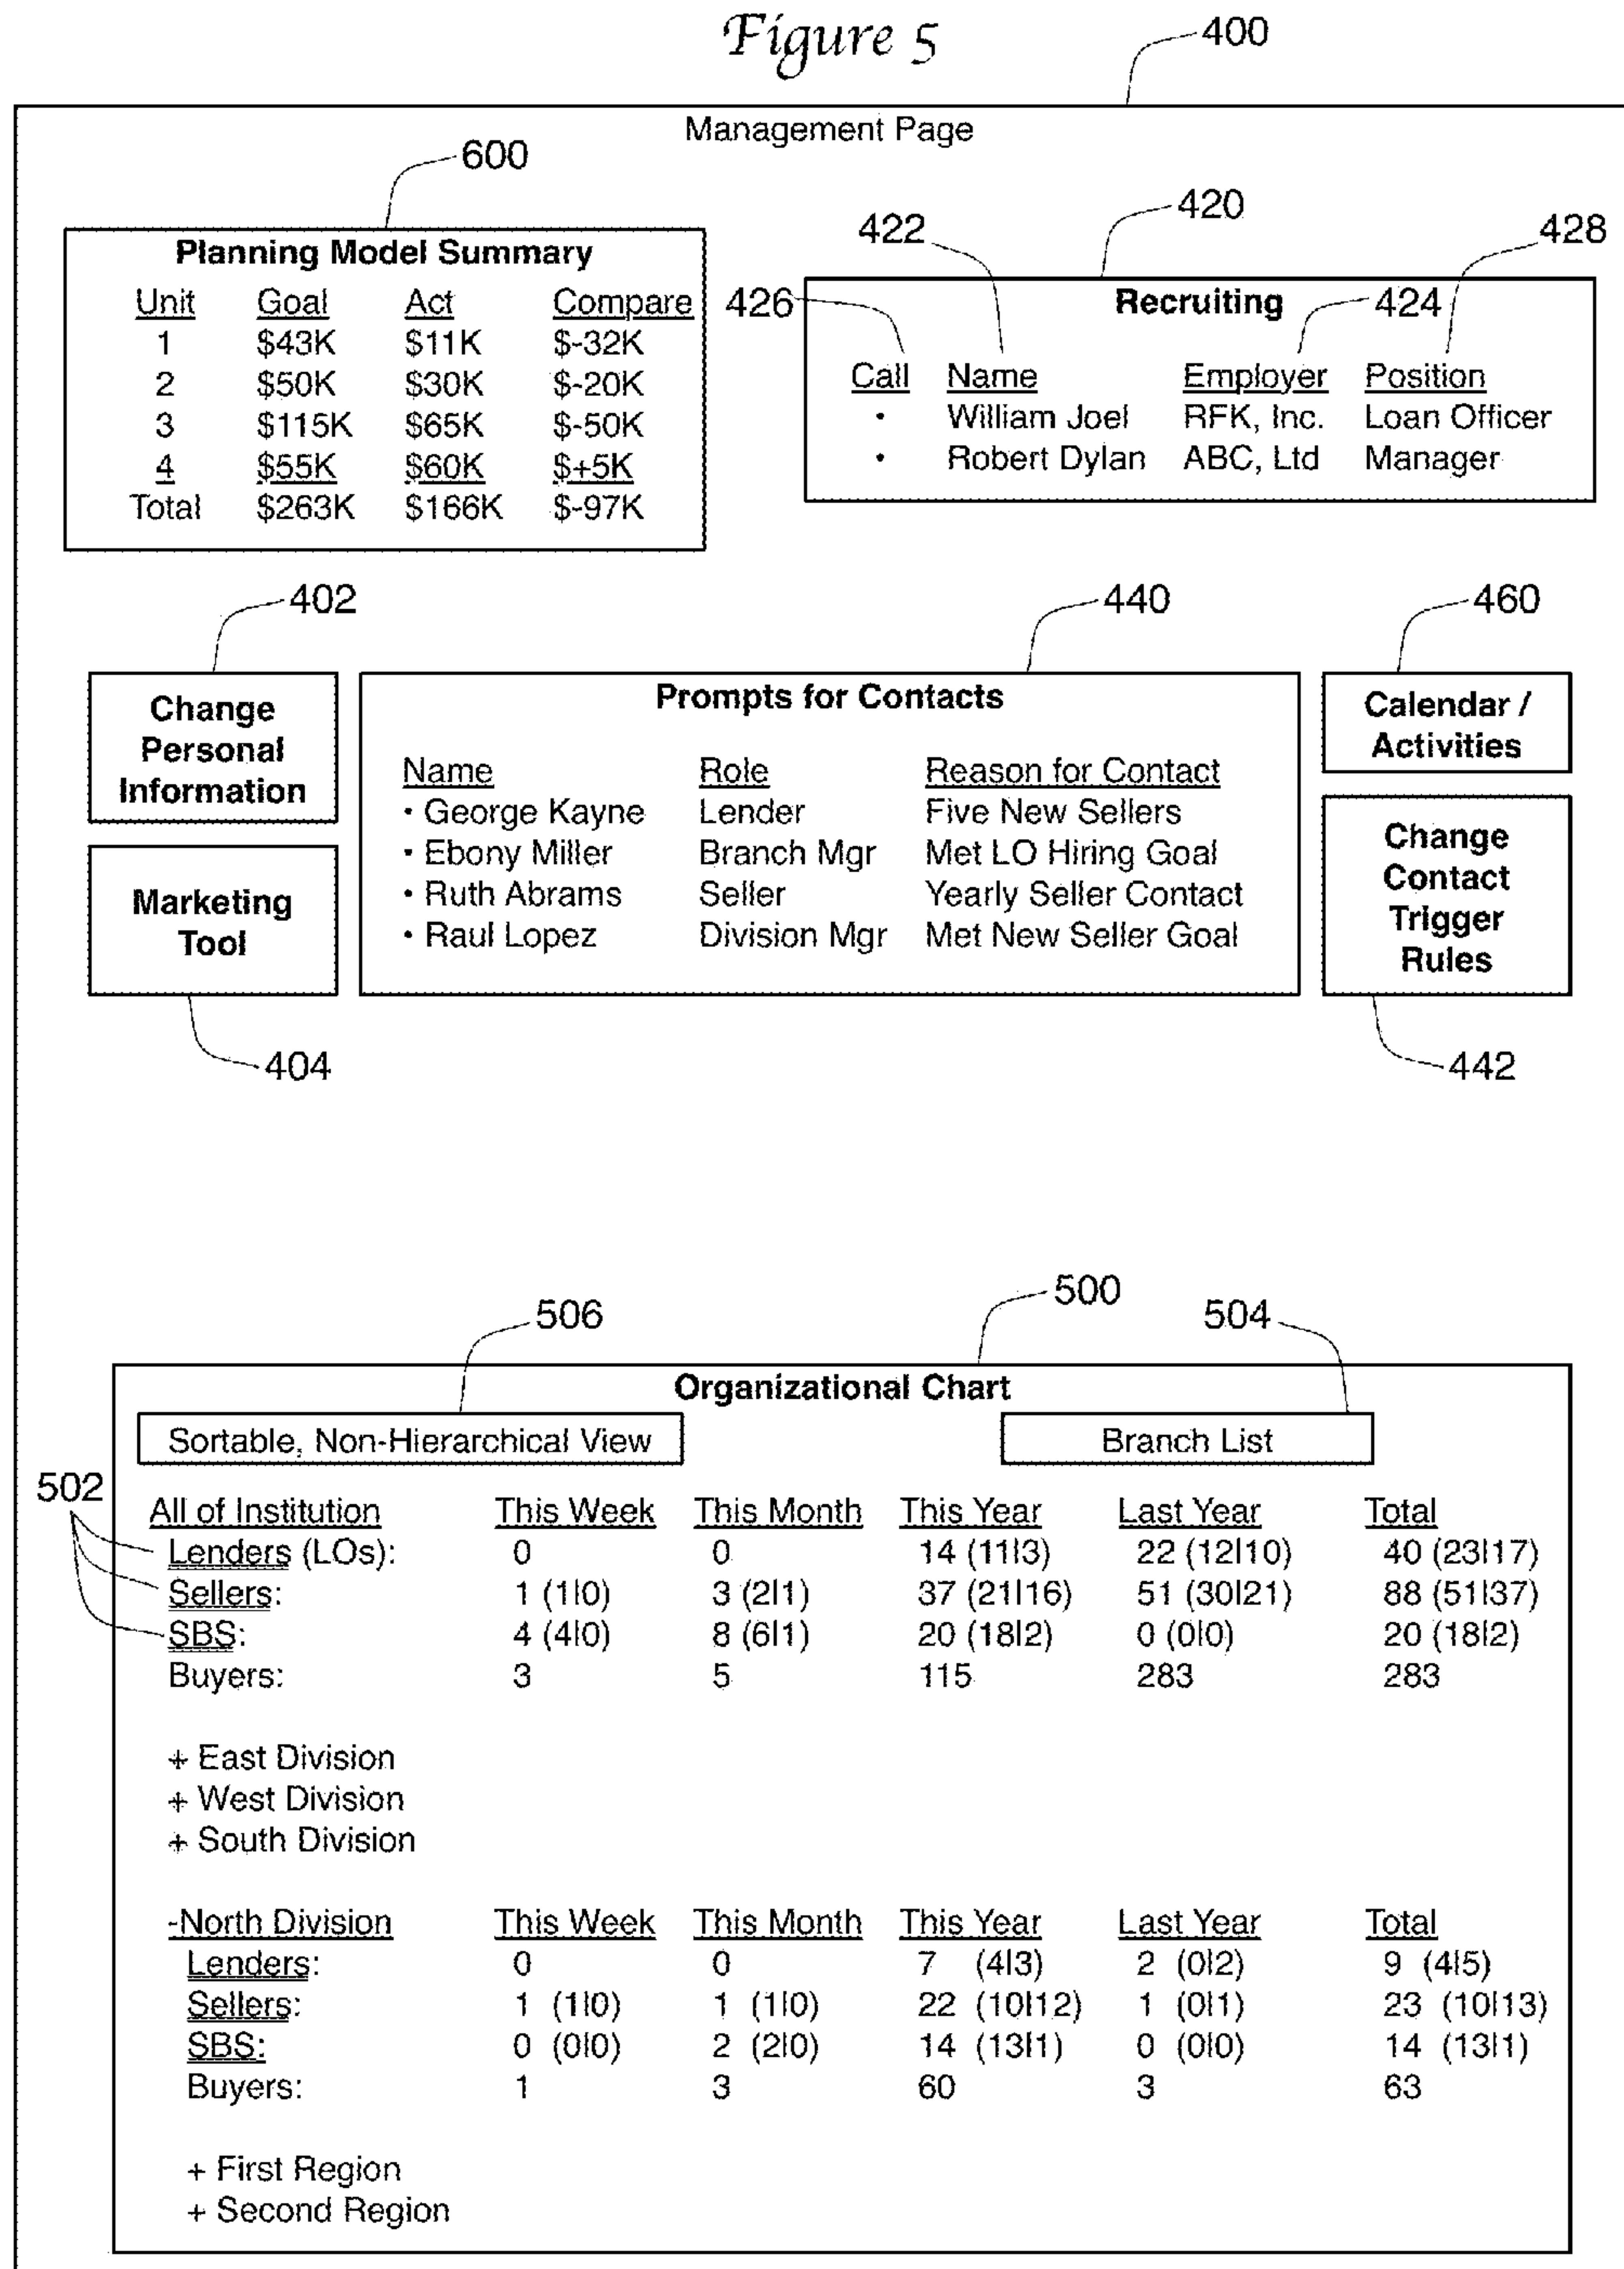 Figure 5
400
Management Page
600
Planning Model Summary
Unit Goal Act Compare
1 $43K $11K $-32K
2 $50K $30K $-20K
3 $115K $65K $-50K
4 $55K $60K $+5K
Total $263K $166K $-97K
420
422
428
426
Recruiting
424
Call Name Employer Position
• William Joel RFK, Inc. Loan Officer
• Robert Dylan ABC, Ltd Manager
402
Change
Personal
Information
Marketing
Tool
404
440
Prompts for Contacts
Name Role Reason for Contact
• George Kayne Lender Five New Sellers
• Ebony Miller Branch Mgr Met LO Hiring Goal
• Ruth Abrams Seller Yearly Seller Contact
• Raul Lopez Division Mgr Met New Seller Goal
460
Calendar /
Activities
Change
Contact
Trigger
Rules
442
506
500
504
Organizational Chart
Sortable, Non-Hierarchical View
Branch List
502
All of Institution This Week This Month This Year Last Year Total
Lenders (LOs): 0 0 14 (11|3) 22 (12|10) 40 (23|17)
Sellers: 1 (1|0) 3 (2|1) 37 (21|16) 51 (30|21) 88 (51|37)
SBS: 4 (4|0) 8 (6|1) 20 (18|2) 0 (0|0) 20 (18|2)
Buyers: 3 5 115 283 283
+ East Division
+ West Division
+ South Division
-North Division This Week This Month This Year Last Year Total
Lenders: 0 0 7 (4|3) 2 (0|2) 9 (4|5)
Sellers: 1 (1|0) 1 (1|0) 22 (10|12) 1 (0|1) 23 (10|13)
SBS: 0 (0|0) 2 (2|0) 14 (13|1) 0 (0|0) 14 (13|1)
Buyers: 1 3 60 3 63
+ First Region
+ Second Region